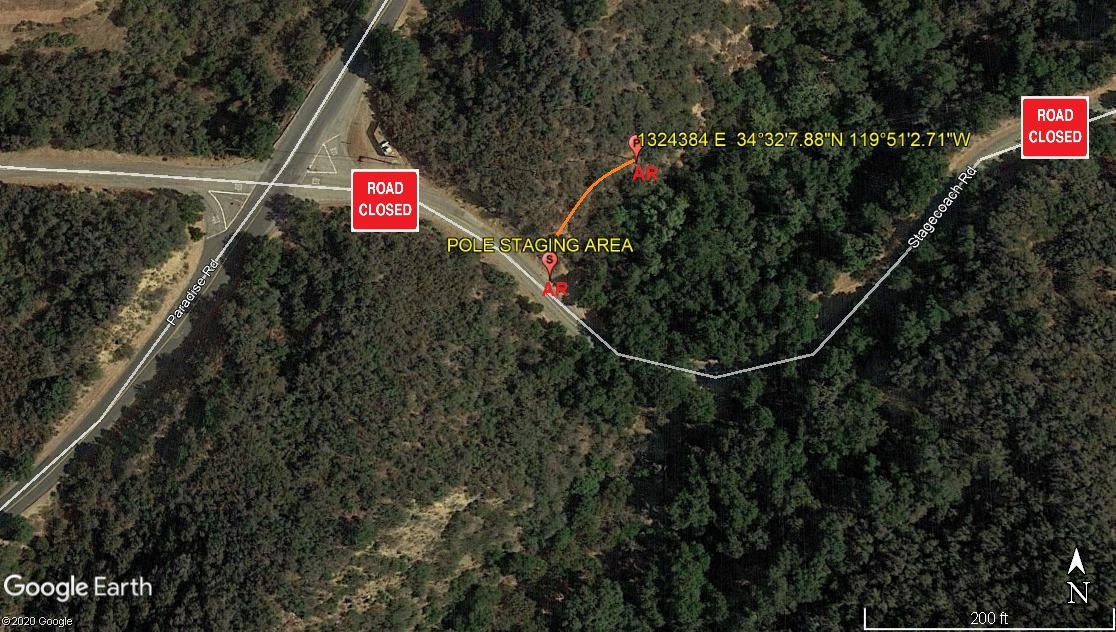 ROAD
CLOSED
P
1324384 E  34°32'7.88"N 119°51'2.71"W
AR
ROAD
CLOSED
POLE STAGING AREA
S
AR
Stagecoach Rd
Paradise Rd
Google Earth
N
©2020 Google
200 ft